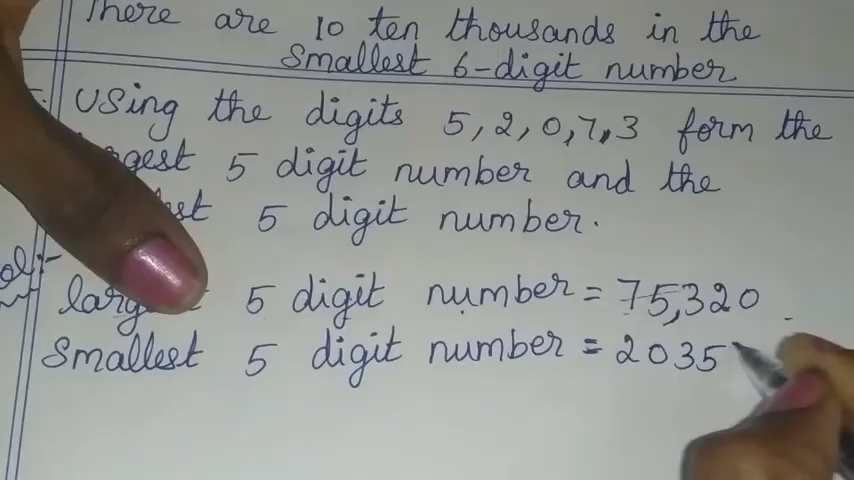 There are 10 ten thousands in the
smallest 6-digit number
Using the digits 5,2,0,7,3 form the
5 digit number and the
5 digit number.
5 digit number = 75,320
Smallest 5 digit number = 2035